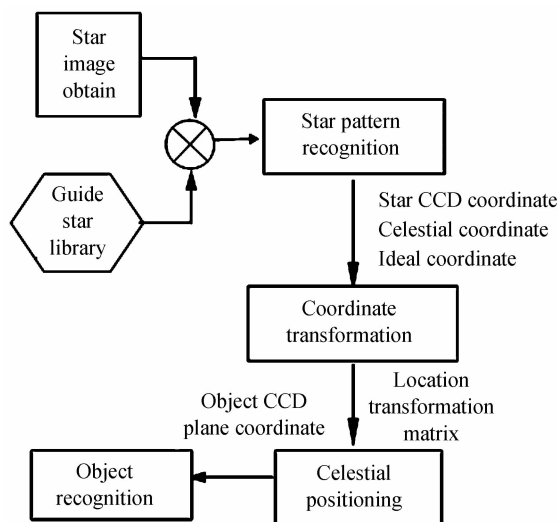 Star
image
obtain
Guide
star
library
Star pattern
recognition
Star CCD coordinate
Celestial coordinate
Ideal coordinate
Coordinate
transformation
Location
transformation
matrix
Object CCD
plane coordinate
Celestial
positioning
Object
recognition